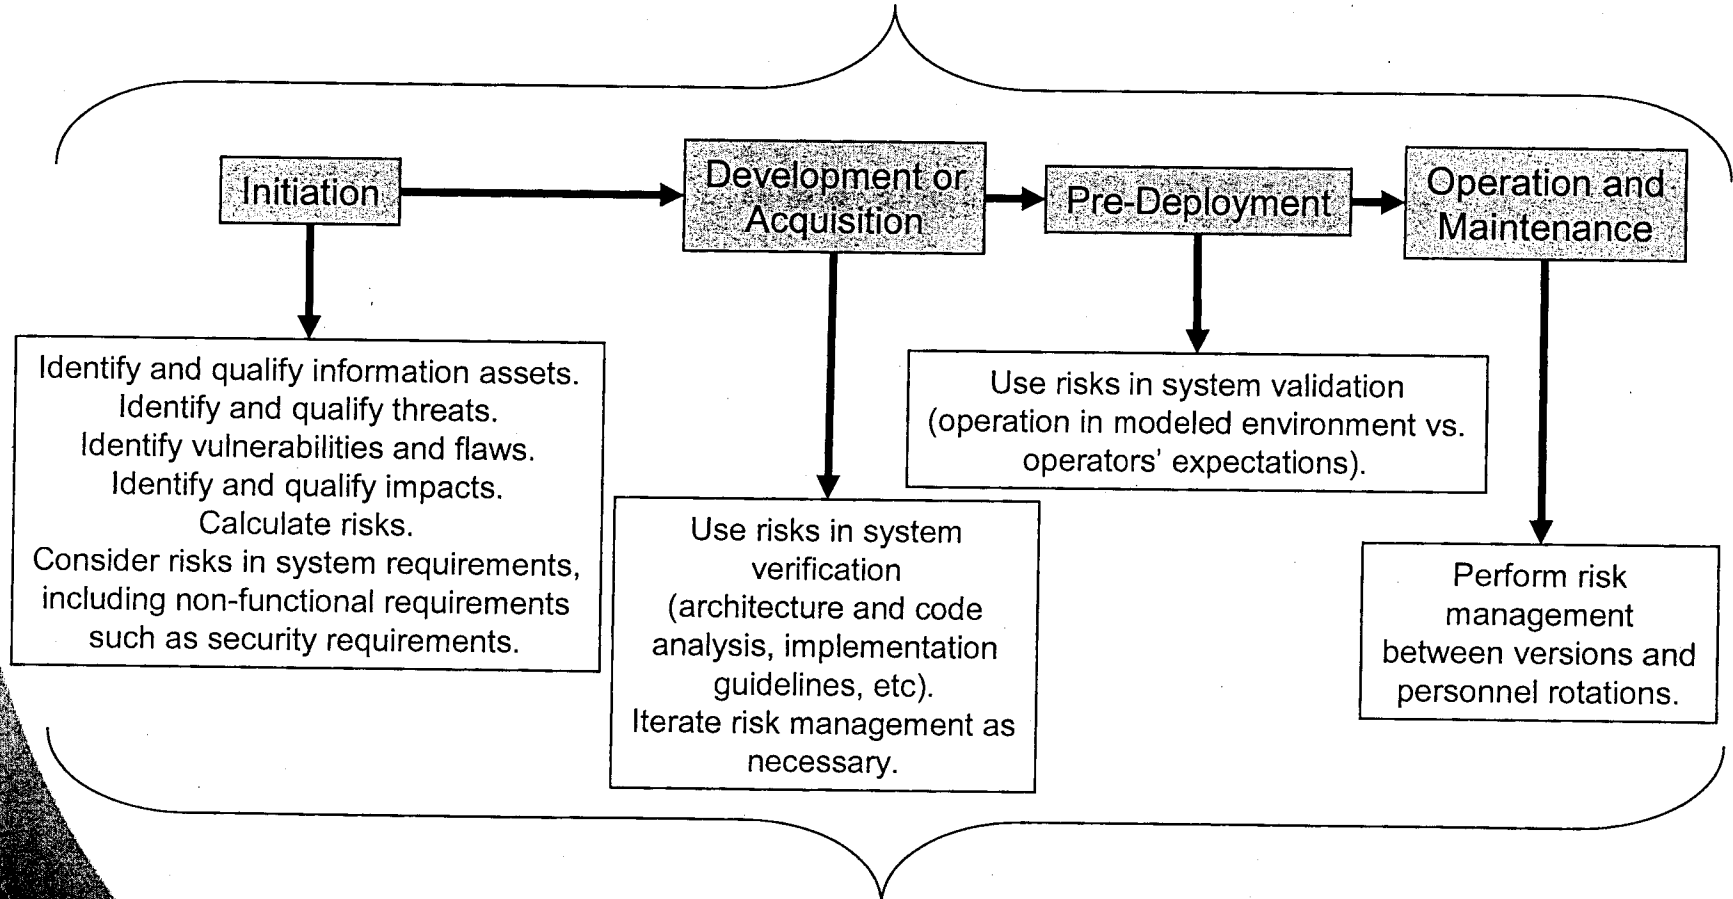 Initiation
Development or
Acquisition
Pre-Deployment
Operation and
Maintenance
Identify and qualify information assets.
Identify and qualify threats.
Identify vulnerabilities and flaws.
Identify and qualify impacts.
Calculate risks.
Consider risks in system requirements,
including non-functional requirements
such as security requirements.
Use risks in system
verification
(architecture and code
analysis, implementation
guidelines, etc).
Iterate risk management as
necessary.
Use risks in system validation
(operation in modeled environment vs.
operators' expectations).
Perform risk
management
between versions and
personnel rotations.